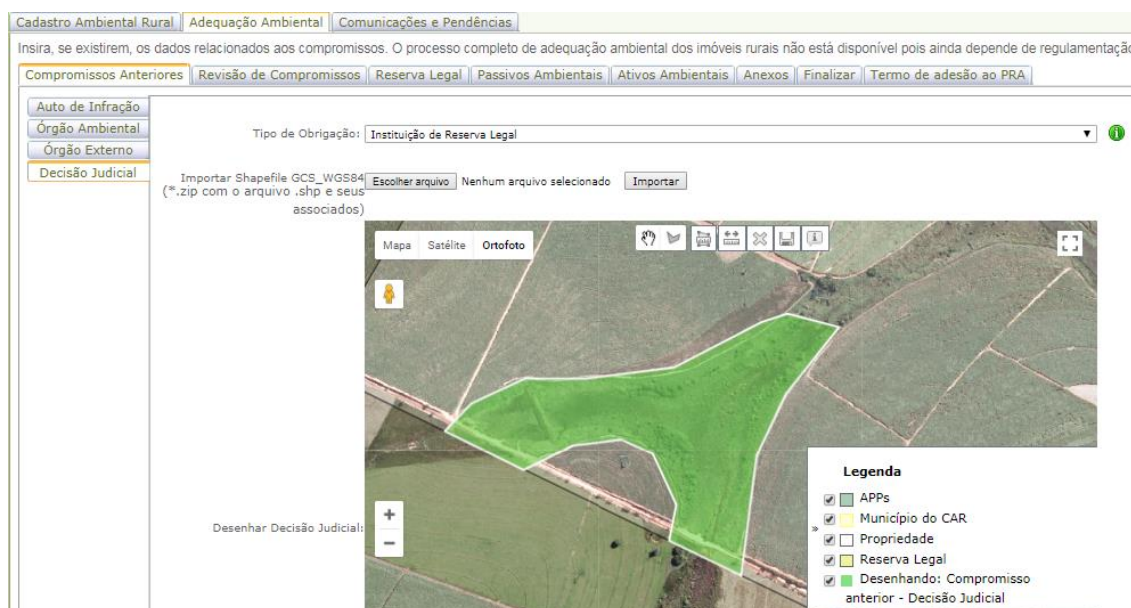 Cadastro Ambiental Rural Adequação Ambiental Comunicações e Pendências
Insira, se existirem, os dados relacionados aos compromissos. O processo completo de adequação ambiental dos imóveis rurais não está disponível pois ainda depende de regulamentaçã
Compromissos Anteriores Revisão de Compromissos Reserva Legal Passivos Ambientais Ativos Ambientais Anexos Finalizar Termo de adesão ao PRA
Auto de Infração
Órgão Ambiental
Órgão Externo
Decisão Judicial
Tipo de Obrigação: Instituição de Reserva Legal
Importar Shapefile GCS_WGS84
(*.zip com o arquivo .shp e seus
associados)
Escolher arquivo Nenhum arquivo selecionado Importar
Mapa Satélite Ortofoto
Desenhar Decisão Judicial:
+
−
Legenda
APPs
Município do CAR
»
Propriedade
Reserva Legal
Desenhando: Compromisso
anterior - Decisão Judicial